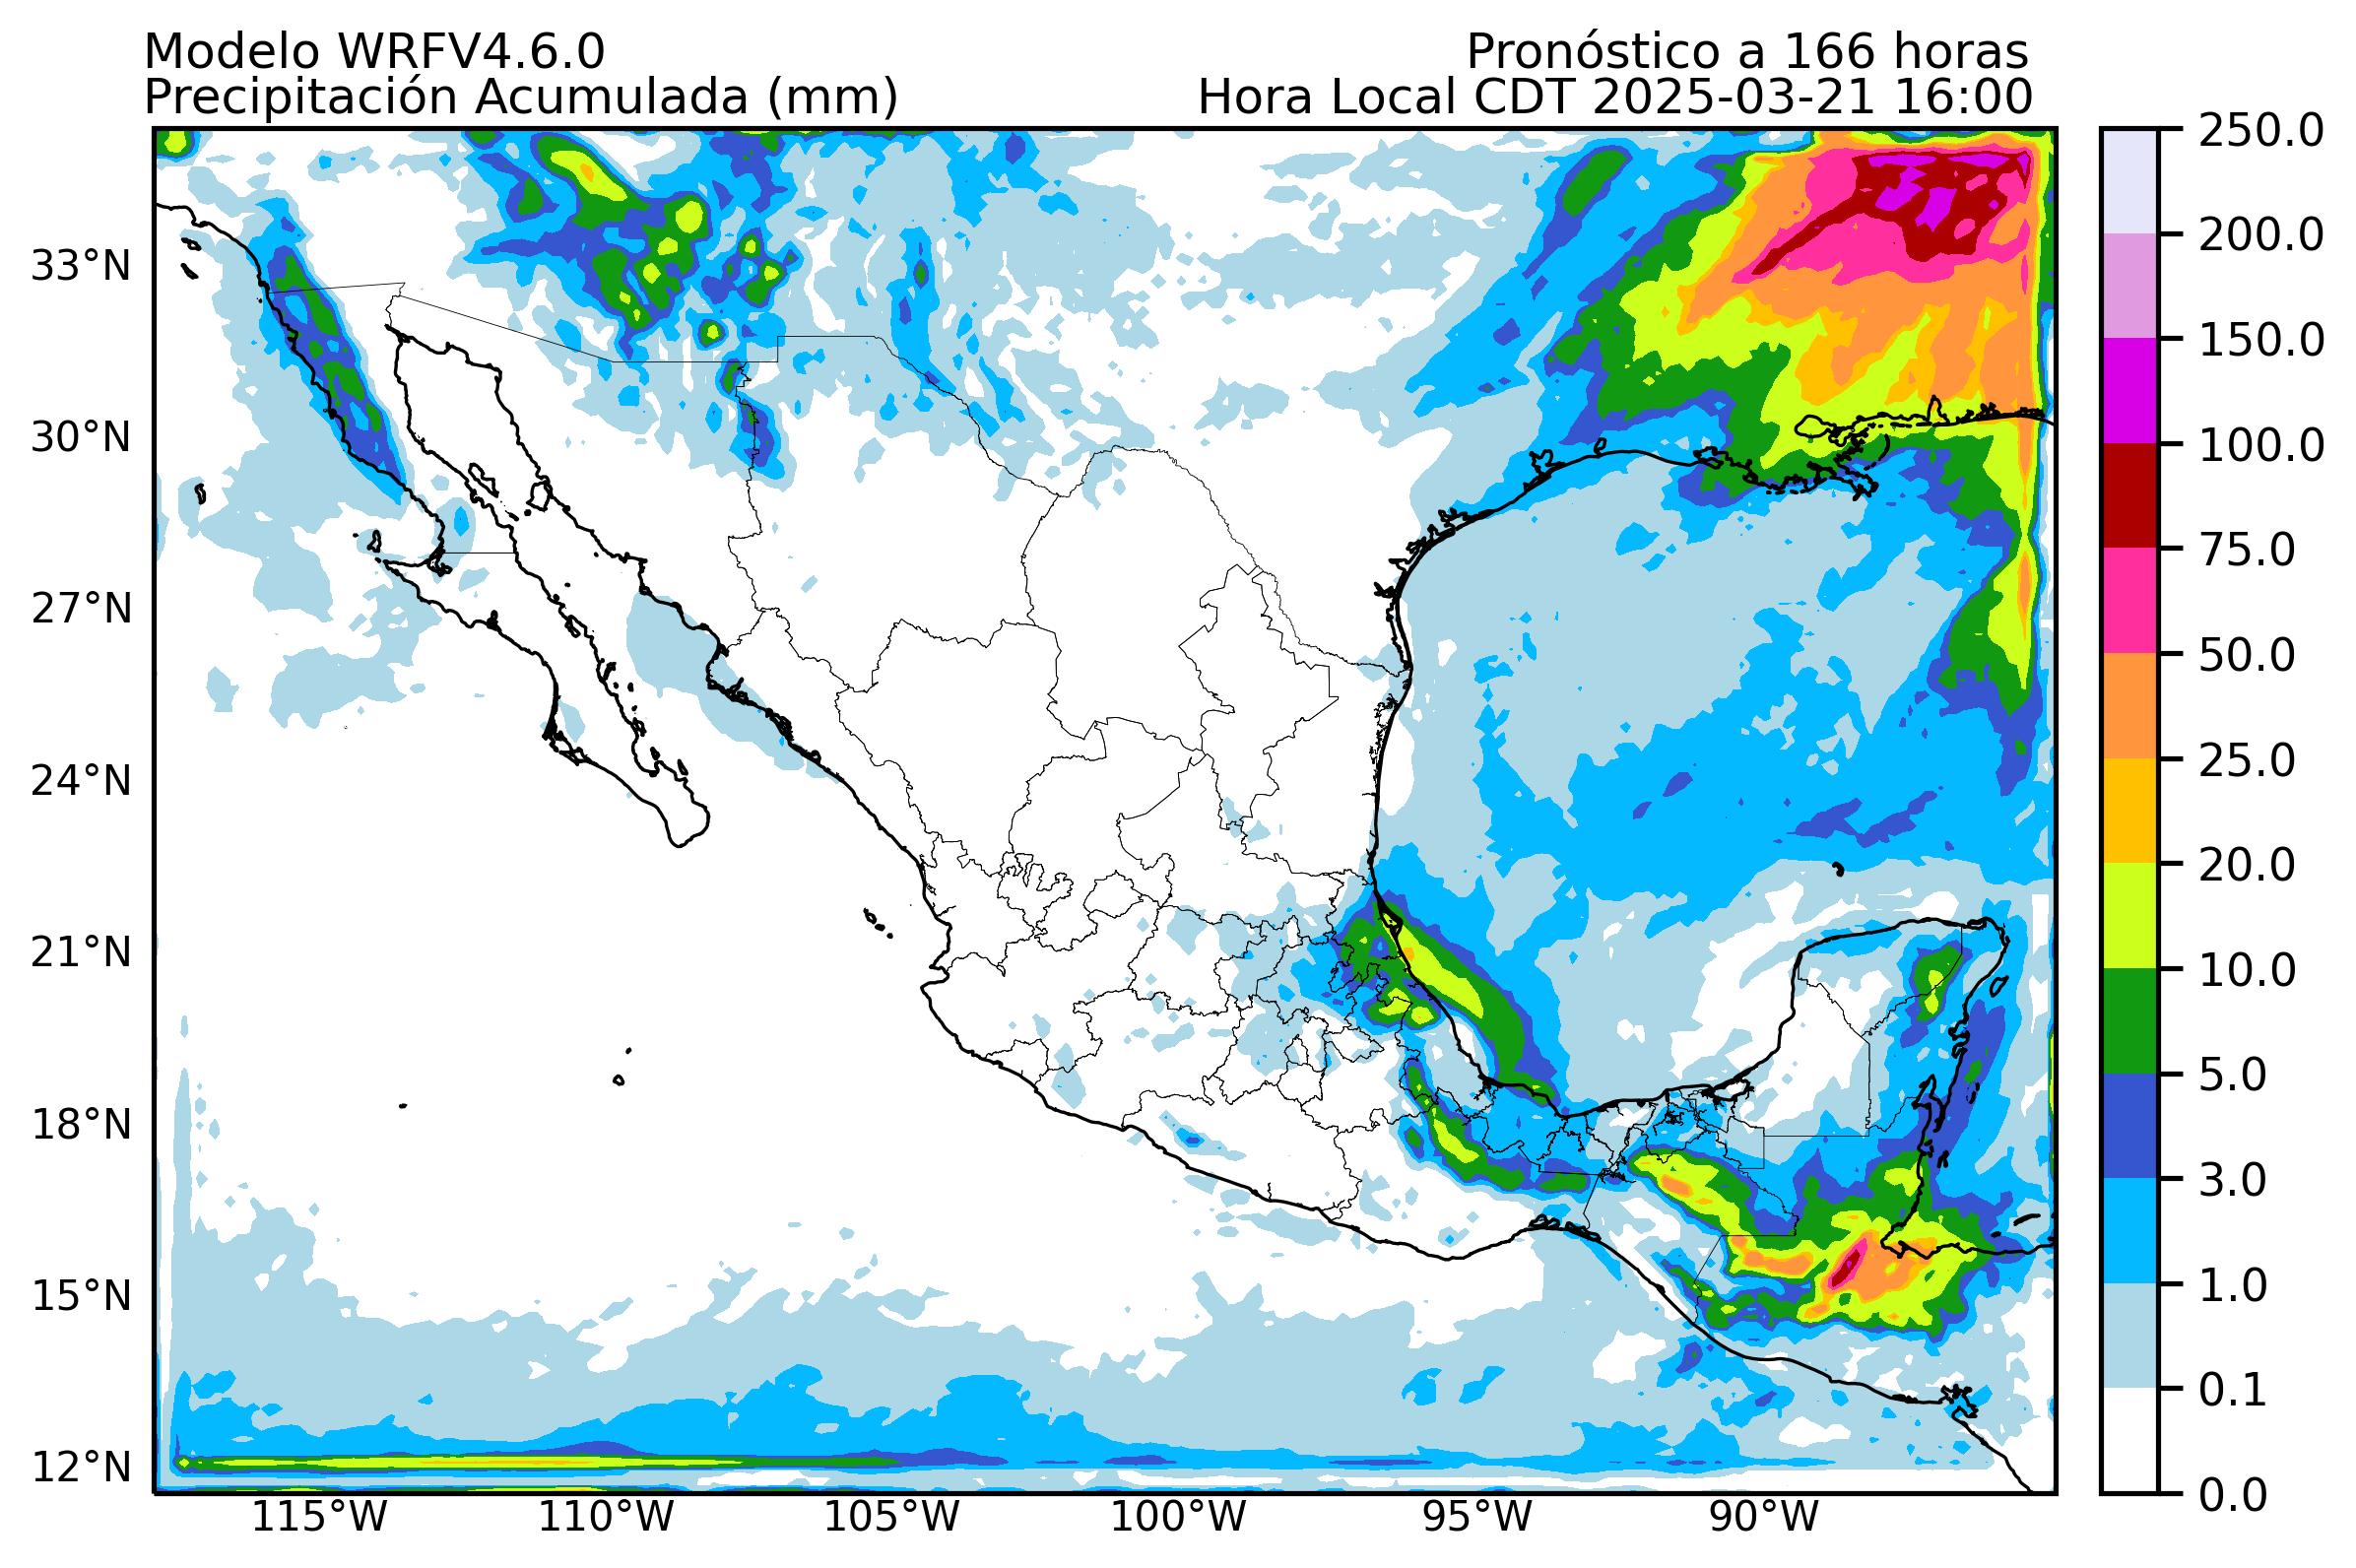 Modelo WRFV4.6.0
Pronóstico a 166 horas
Precipitación Acumulada (mm)
Hora Local CDT 2025-03-21 16:00
33°N
30°N
27°N
24°N
21°N
18°N
15°N
12°N
115°W
110°W
105°W
100°W
95°W
90°W
250.0
200.0
150.0
100.0
75.0
50.0
25.0
20.0
10.0
5.0
3.0
1.0
0.1
0.0